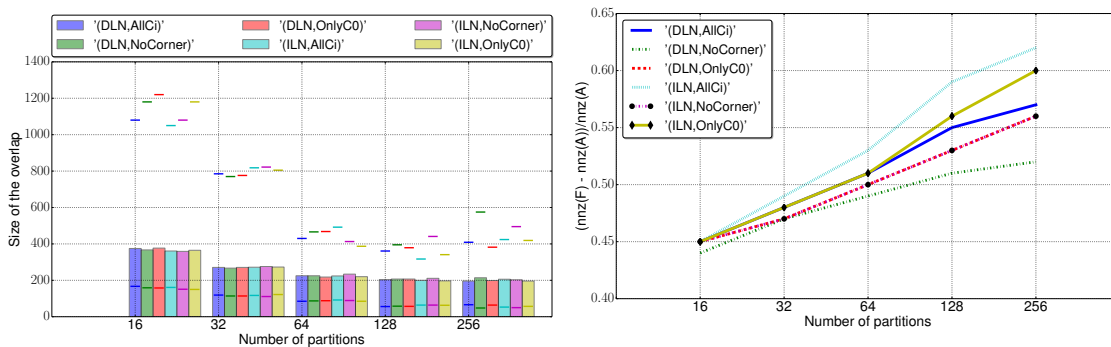 '(DLN,AllCi)' '(DLN,OnlyC0)' '(ILN,NoCorner)'
'(DLN,NoCorner)' '(ILN,AllCi)' '(ILN,OnlyC0)'
1400
1200
1000
800
600
400
200
0
Size of the overlap
16 32 64 128 256
Number of partitions
0.65
0.60
0.55
0.50
0.45
0.40
(nnz(F) - nnz(A))/nnz(A)
'(DLN,AllCi)'
'(DLN,NoCorner)'
'(DLN,OnlyC0)'
'(ILN,AllCi)'
'(ILN,NoCorner)'
'(ILN,OnlyC0)'
16 32 64 128 256
Number of partitions